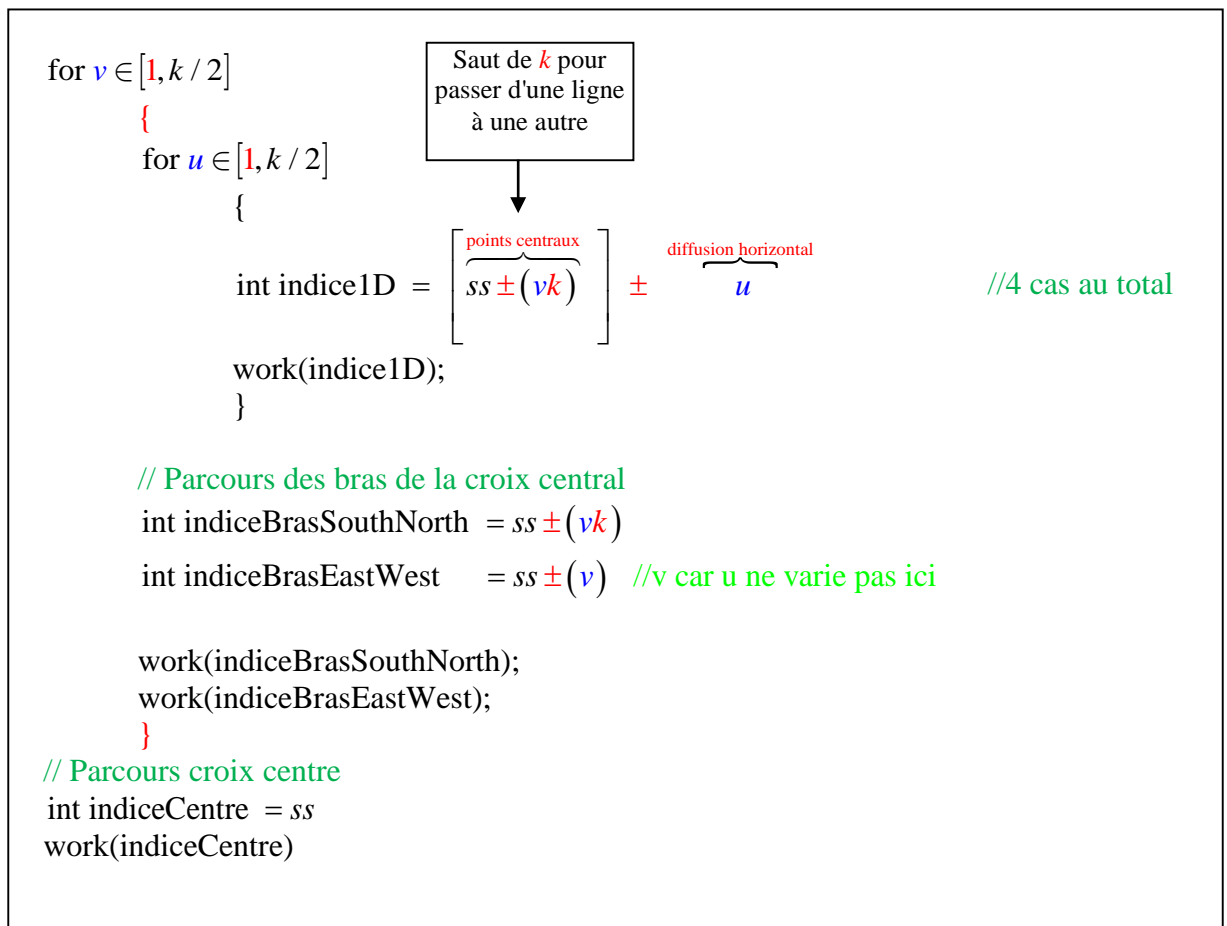 for v ∈ [1, k / 2]
Saut de k pour
passer d'une ligne
à une autre
{
for u ∈ [1, k / 2]
{
points centraux
diffusion horizontal
int indice1D = [ ss ± (vk) ] ± u //4 cas au total
work(indice1D);
}
// Parcours des bras de la croix central
int indiceBrasSouthNorth = ss ± (vk)
int indiceBrasEastWest = ss ± (v) //v car u ne varie pas ici
work(indiceBrasSouthNorth);
work(indiceBrasEastWest);
}
// Parcours croix centre
int indiceCentre = ss
work(indiceCentre)